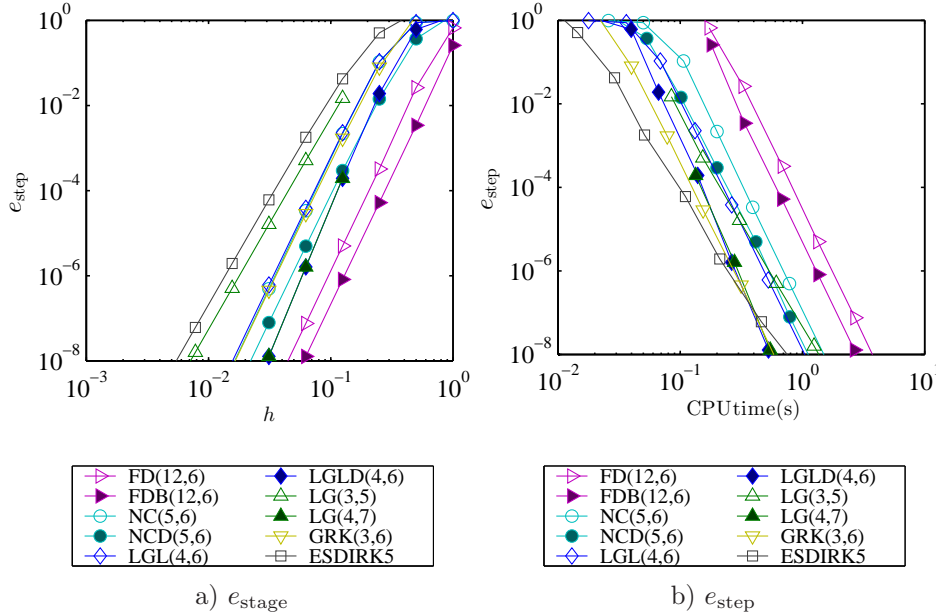 10^0
10^-2
10^-4
10^-6
10^-8
e_step
10^-3
10^-2
10^-1
10^0
h
10^0
10^-2
10^-4
10^-6
10^-8
e_step
10^-2
10^-1
10^0
10^1
CPUtime(s)
FD(12,6)
FDB(12,6)
NC(5,6)
NCD(5,6)
LGL(4,6)
LGLD(4,6)
LG(3,5)
LG(4,7)
GRK(3,6)
ESDIRK5
a) e_stage
FD(12,6)
FDB(12,6)
NC(5,6)
NCD(5,6)
LGL(4,6)
LGLD(4,6)
LG(3,5)
LG(4,7)
GRK(3,6)
ESDIRK5
b) e_step